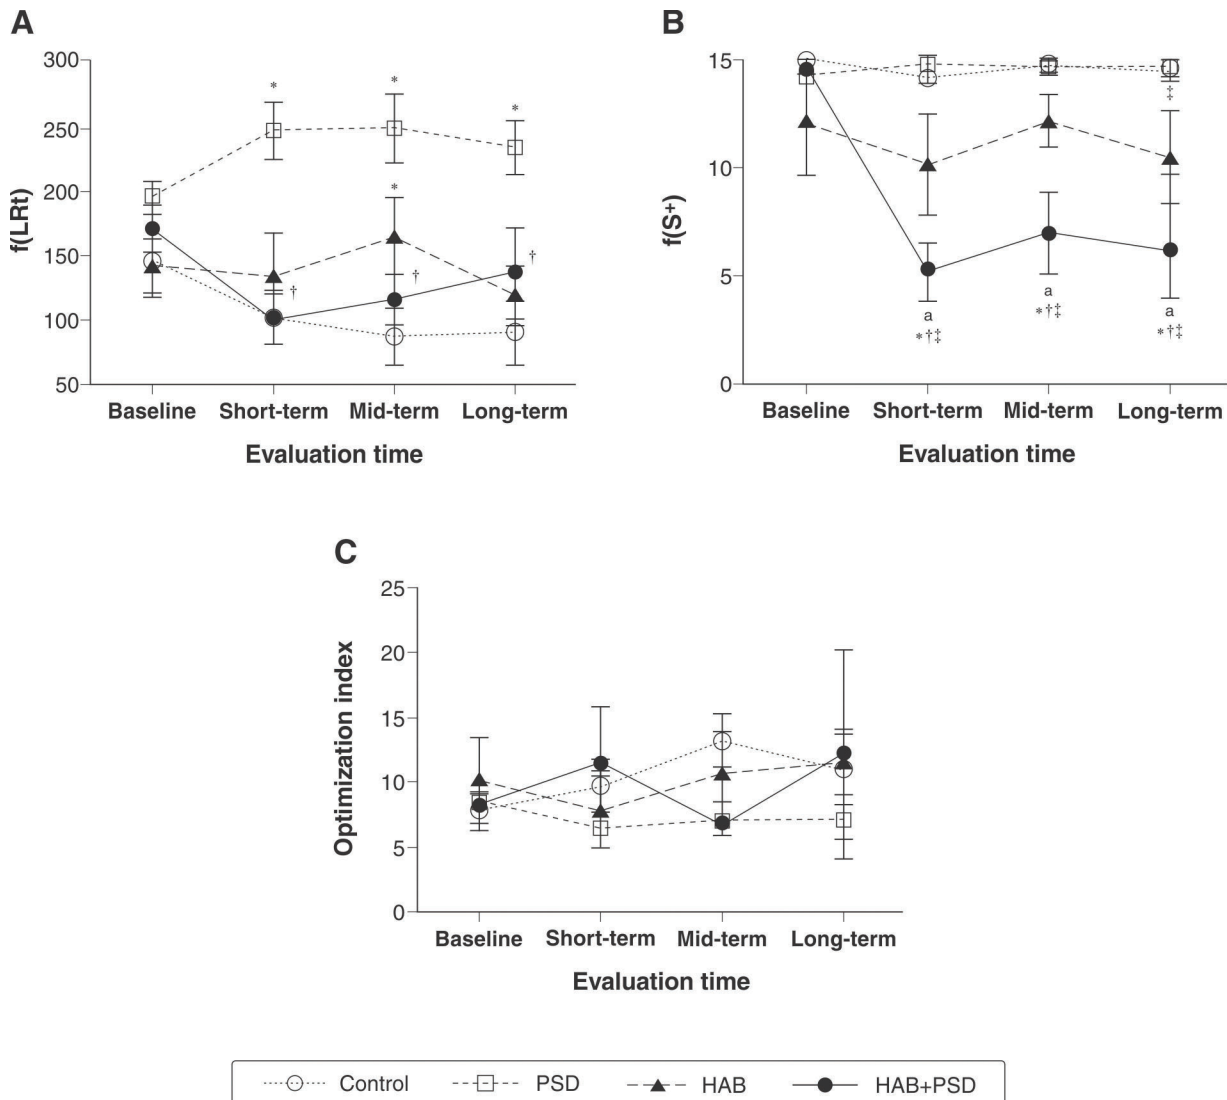 A
300
250
200
150
100
50
f(LRt)
*
*
*
*
†
†
†
Baseline Short-term Mid-term Long-term
Evaluation time
B
15
10
5
0
f(S+)
‡
a
*†‡
a
*†‡
a
*†‡
Baseline Short-term Mid-term Long-term
Evaluation time
C
25
20
15
10
5
0
Optimization index
Baseline Short-term Mid-term Long-term
Evaluation time
Control PSD HAB HAB+PSD